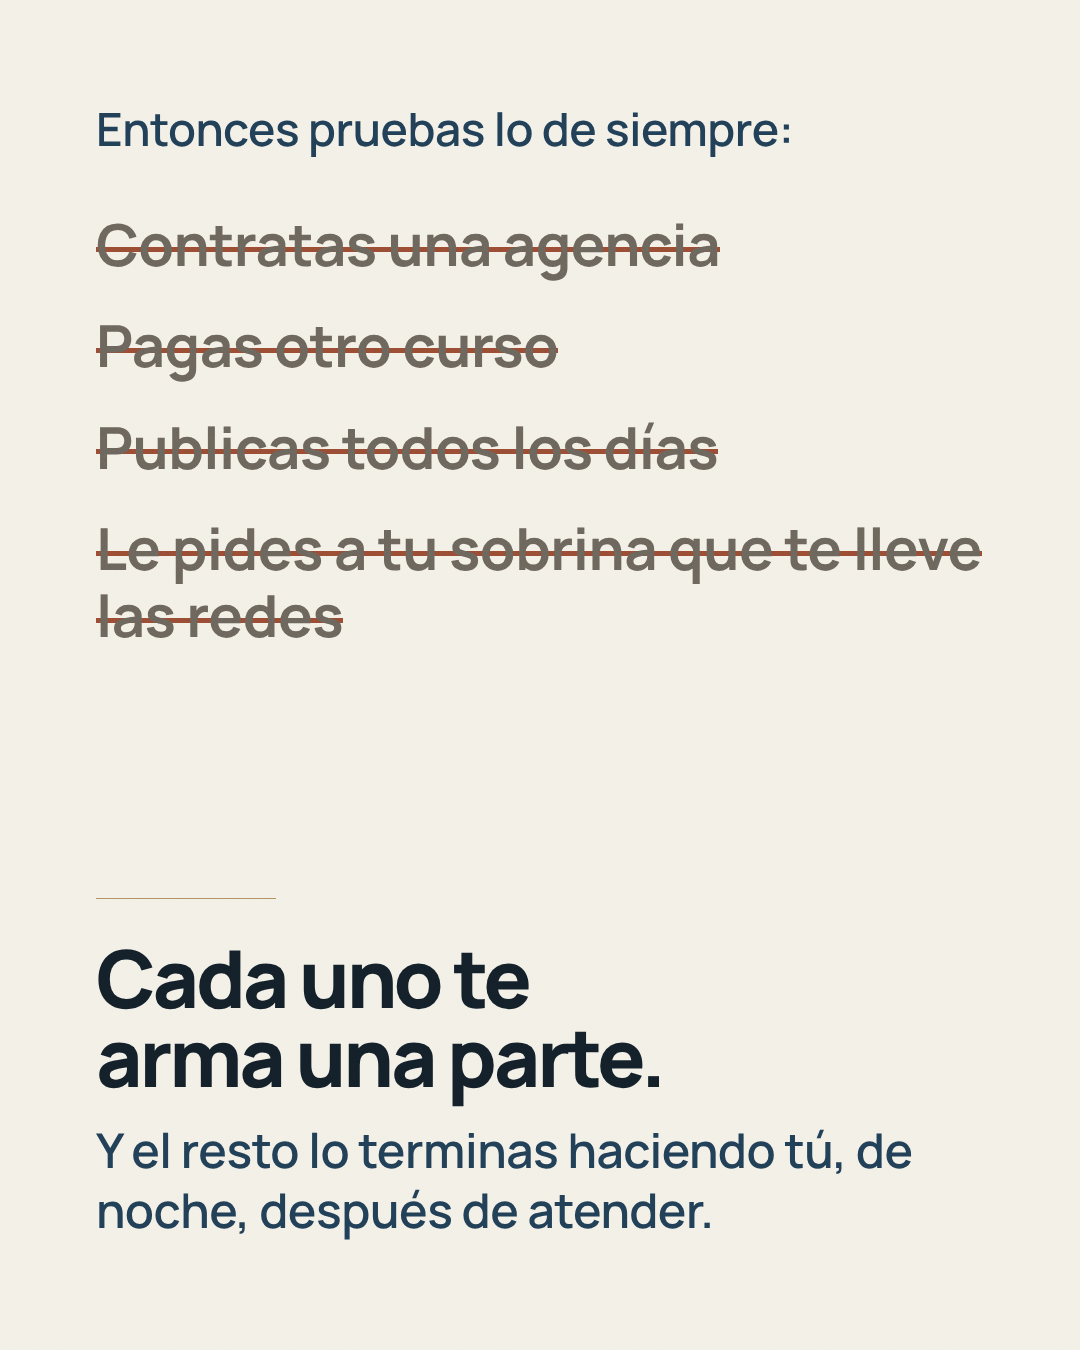 Entonces pruebas lo de siempre:
Contratas una agencia
Pagas otro curso
Publicas todos los días
Le pides a tu sobrina que te lleve
las redes
Cada uno te
arma una parte.
Y el resto lo terminas haciendo tú, de
noche, después de atender.